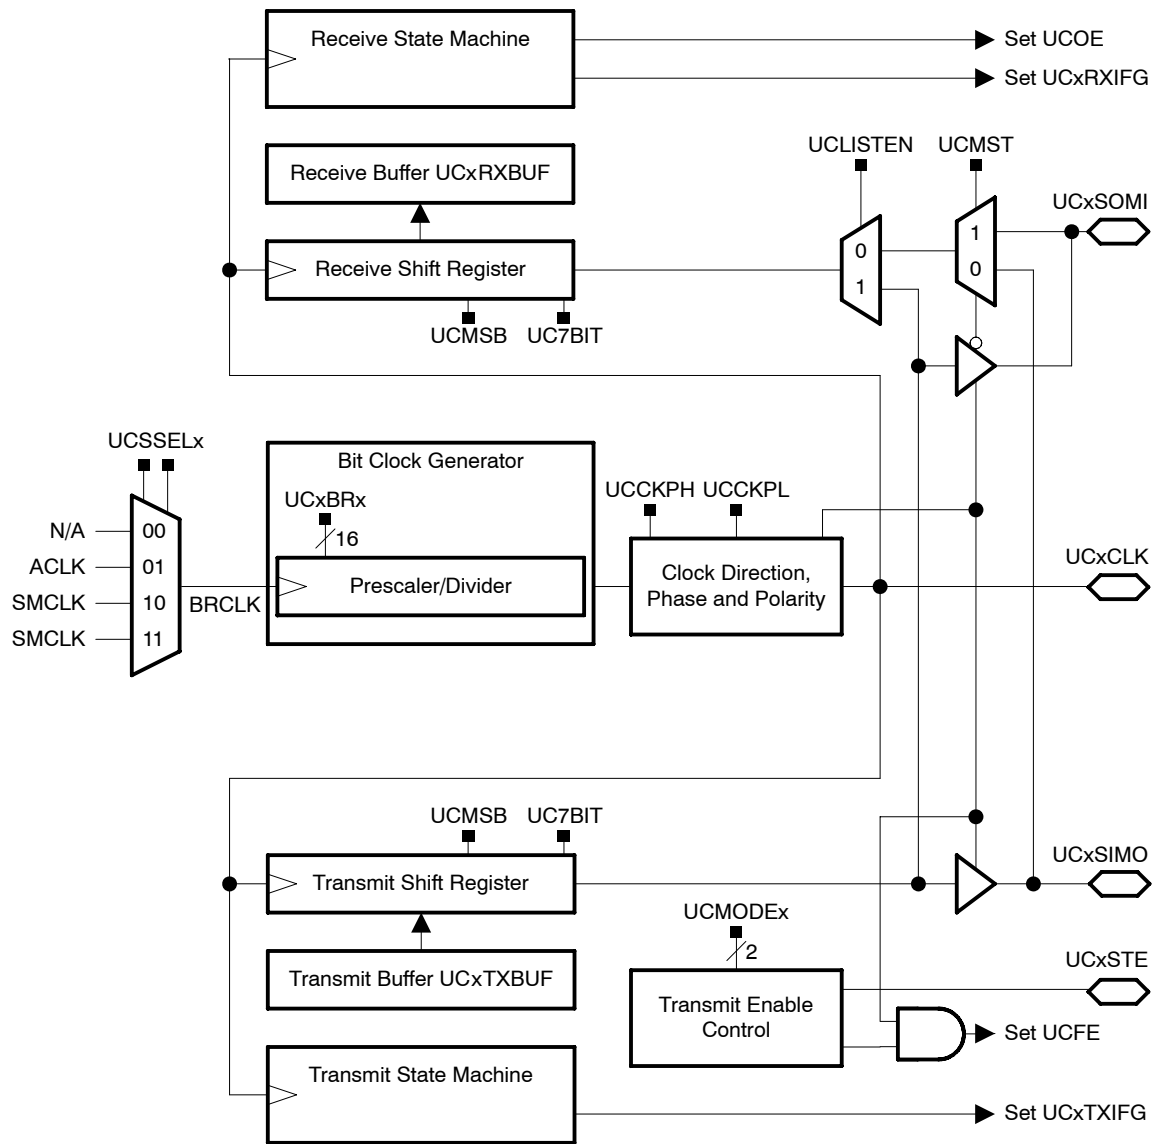 Receive State Machine
Set UCOE
Set UCxRXIFG
UCLISTEN
UCMST
Receive Buffer UCxRXBUF
UCxSOMI
1
0
0
1
Receive Shift Register
UCMSB
UC7BIT
UCSSELx
Bit Clock Generator
UCxBRx
16
UCCKPH
UCCKPL
N/A
00
ACLK
01
SMCLK
10
SMCLK
11
BRCLK
Prescaler/Divider
Clock Direction,
Phase and Polarity
UCxCLK
UCMSB
UC7BIT
Transmit Shift Register
UCxSIMO
UCMODEx
2
Transmit Buffer UCxTXBUF
UCxSTE
Transmit Enable
Control
Set UCFE
Transmit State Machine
Set UCxTXIFG